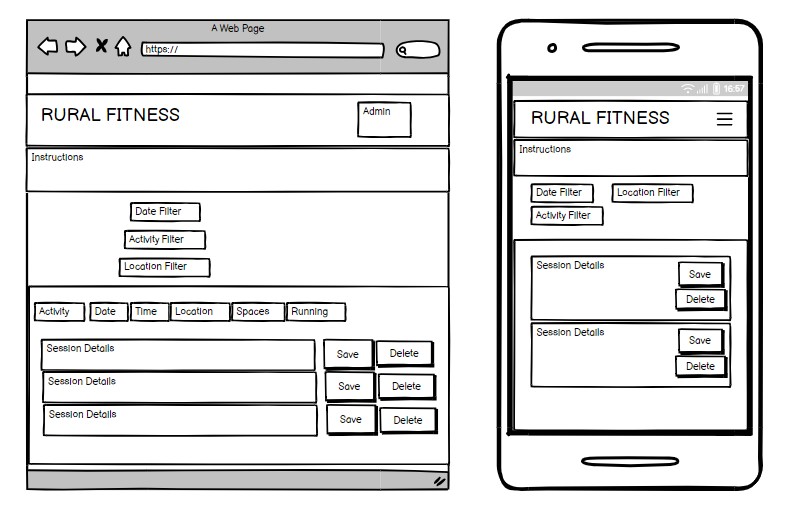 A Web Page
https://
RURAL FITNESS
Admin
Instructions
Date Filter
Activity Filter
Location Filter
Activity Date Time Location Spaces Running
Session Details Save Delete
Session Details Save Delete
Session Details Save Delete
16:57
RURAL FITNESS
Instructions
Date Filter Location Filter
Activity Filter
Session Details Save
Delete
Session Details Save
Delete